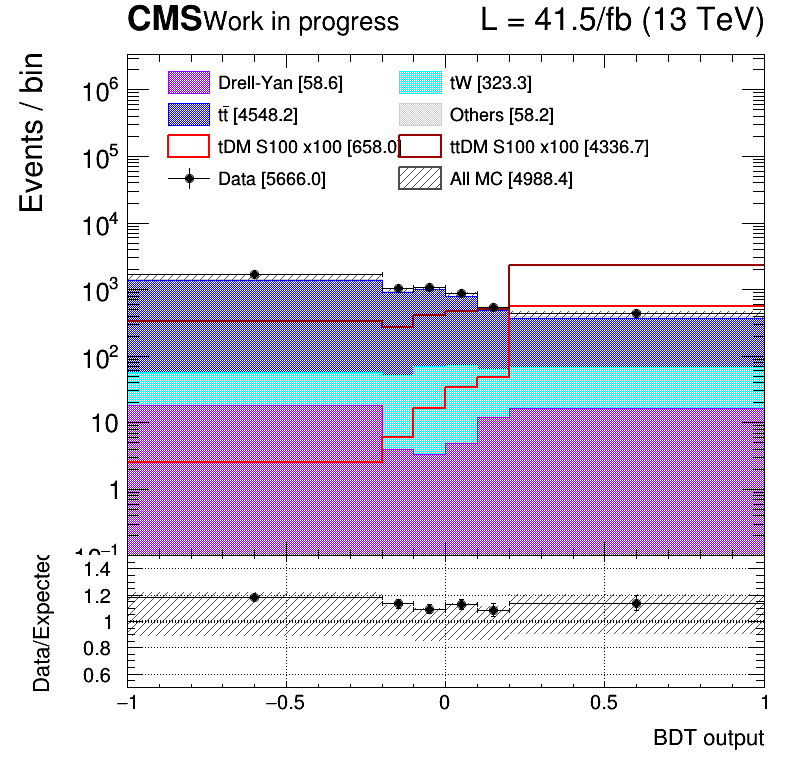 CMS Work in progress L = 41.5/fb (13 TeV)
Events / bin
Drell-Yan [58.6] tW [323.3]
tt̄ [4548.2] Others [58.2]
tDM S100 x100 [658.0] ttDM S100 x100 [4336.7]
Data [5666.0] All MC [4988.4]
10⁶
10⁵
10⁴
10³
10²
10
1
10⁻¹
Data/Expected
1.4
1.2
1
0.8
0.6
−1 −0.5 0 0.5 1
BDT output